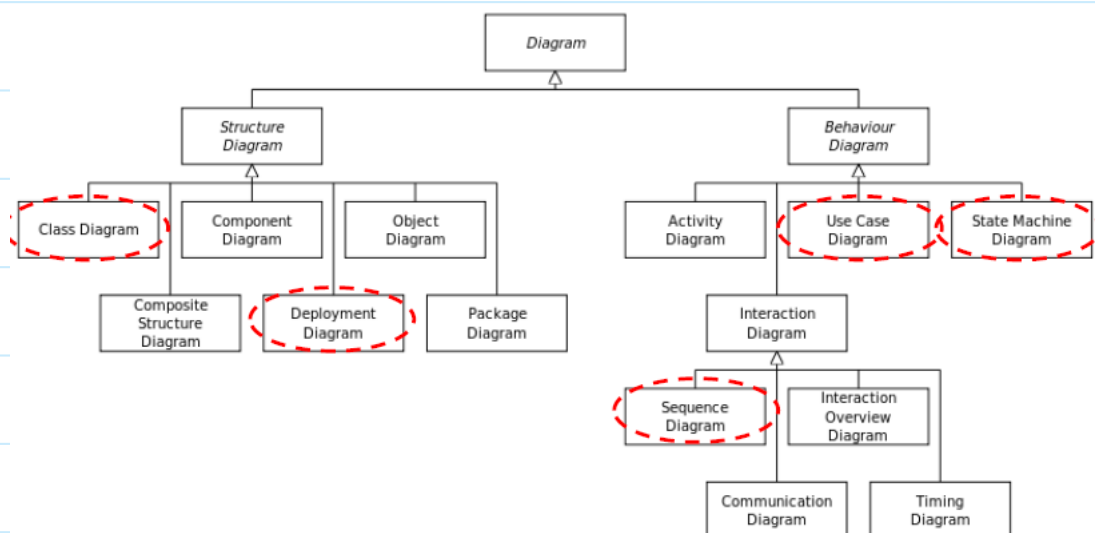 Diagram
Structure
Diagram
Behaviour
Diagram
Class Diagram
Component
Diagram
Object
Diagram
Activity
Diagram
Use Case
Diagram
State Machine
Diagram
Composite
Structure
Diagram
Deployment
Diagram
Package
Diagram
Interaction
Diagram
Sequence
Diagram
Interaction
Overview
Diagram
Communication
Diagram
Timing
Diagram